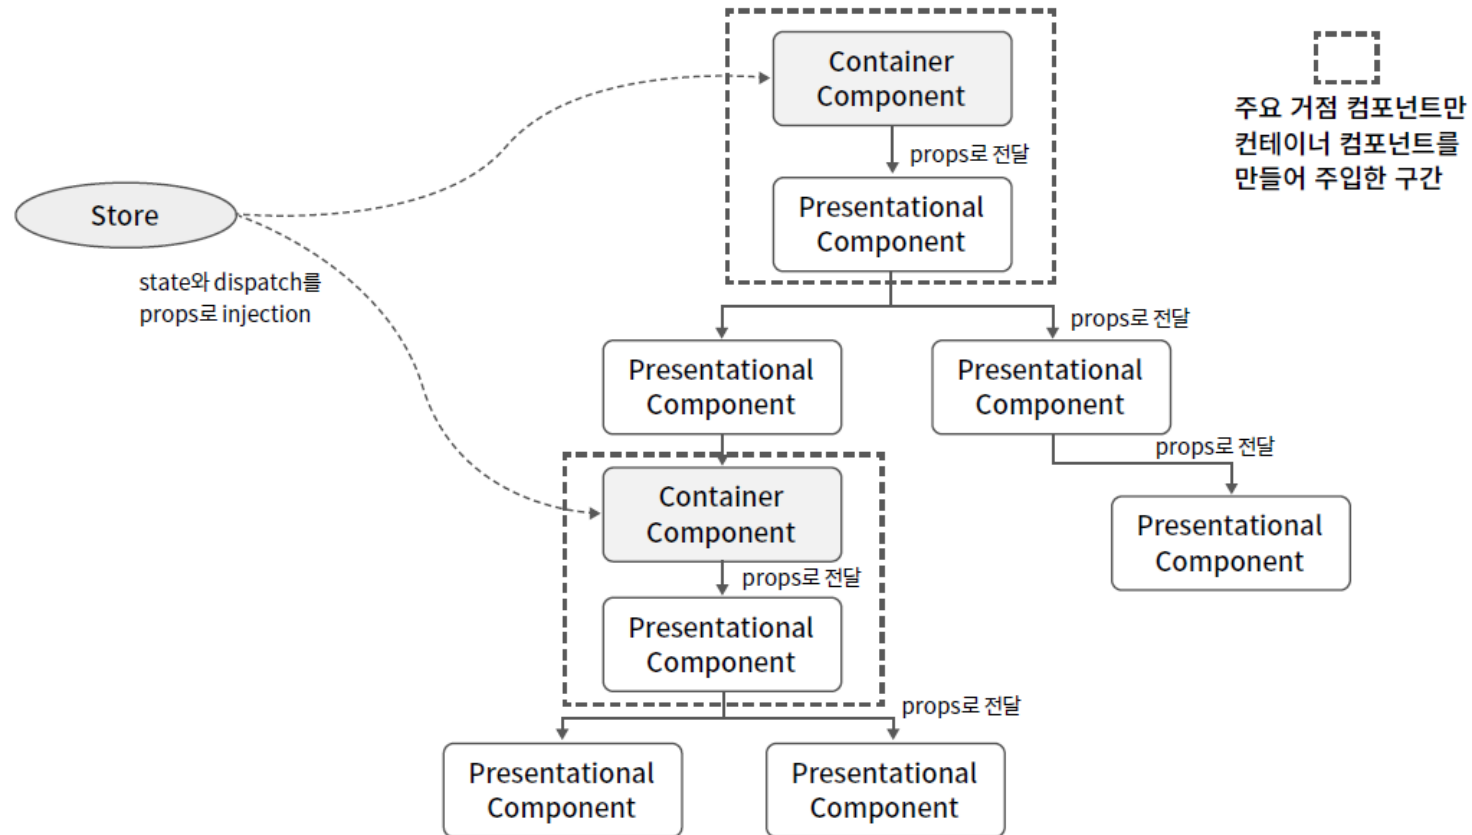 Container
Component
주요 거점 컴포넌트만
컨테이너 컴포넌트를
만들어 주입한 구간
props로 전달
Presentational
Component
Store
state와 dispatch를
props로 injection
props로 전달
Presentational
Component
Presentational
Component
props로 전달
Container
Component
Presentational
Component
props로 전달
Presentational
Component
props로 전달
Presentational
Component
Presentational
Component